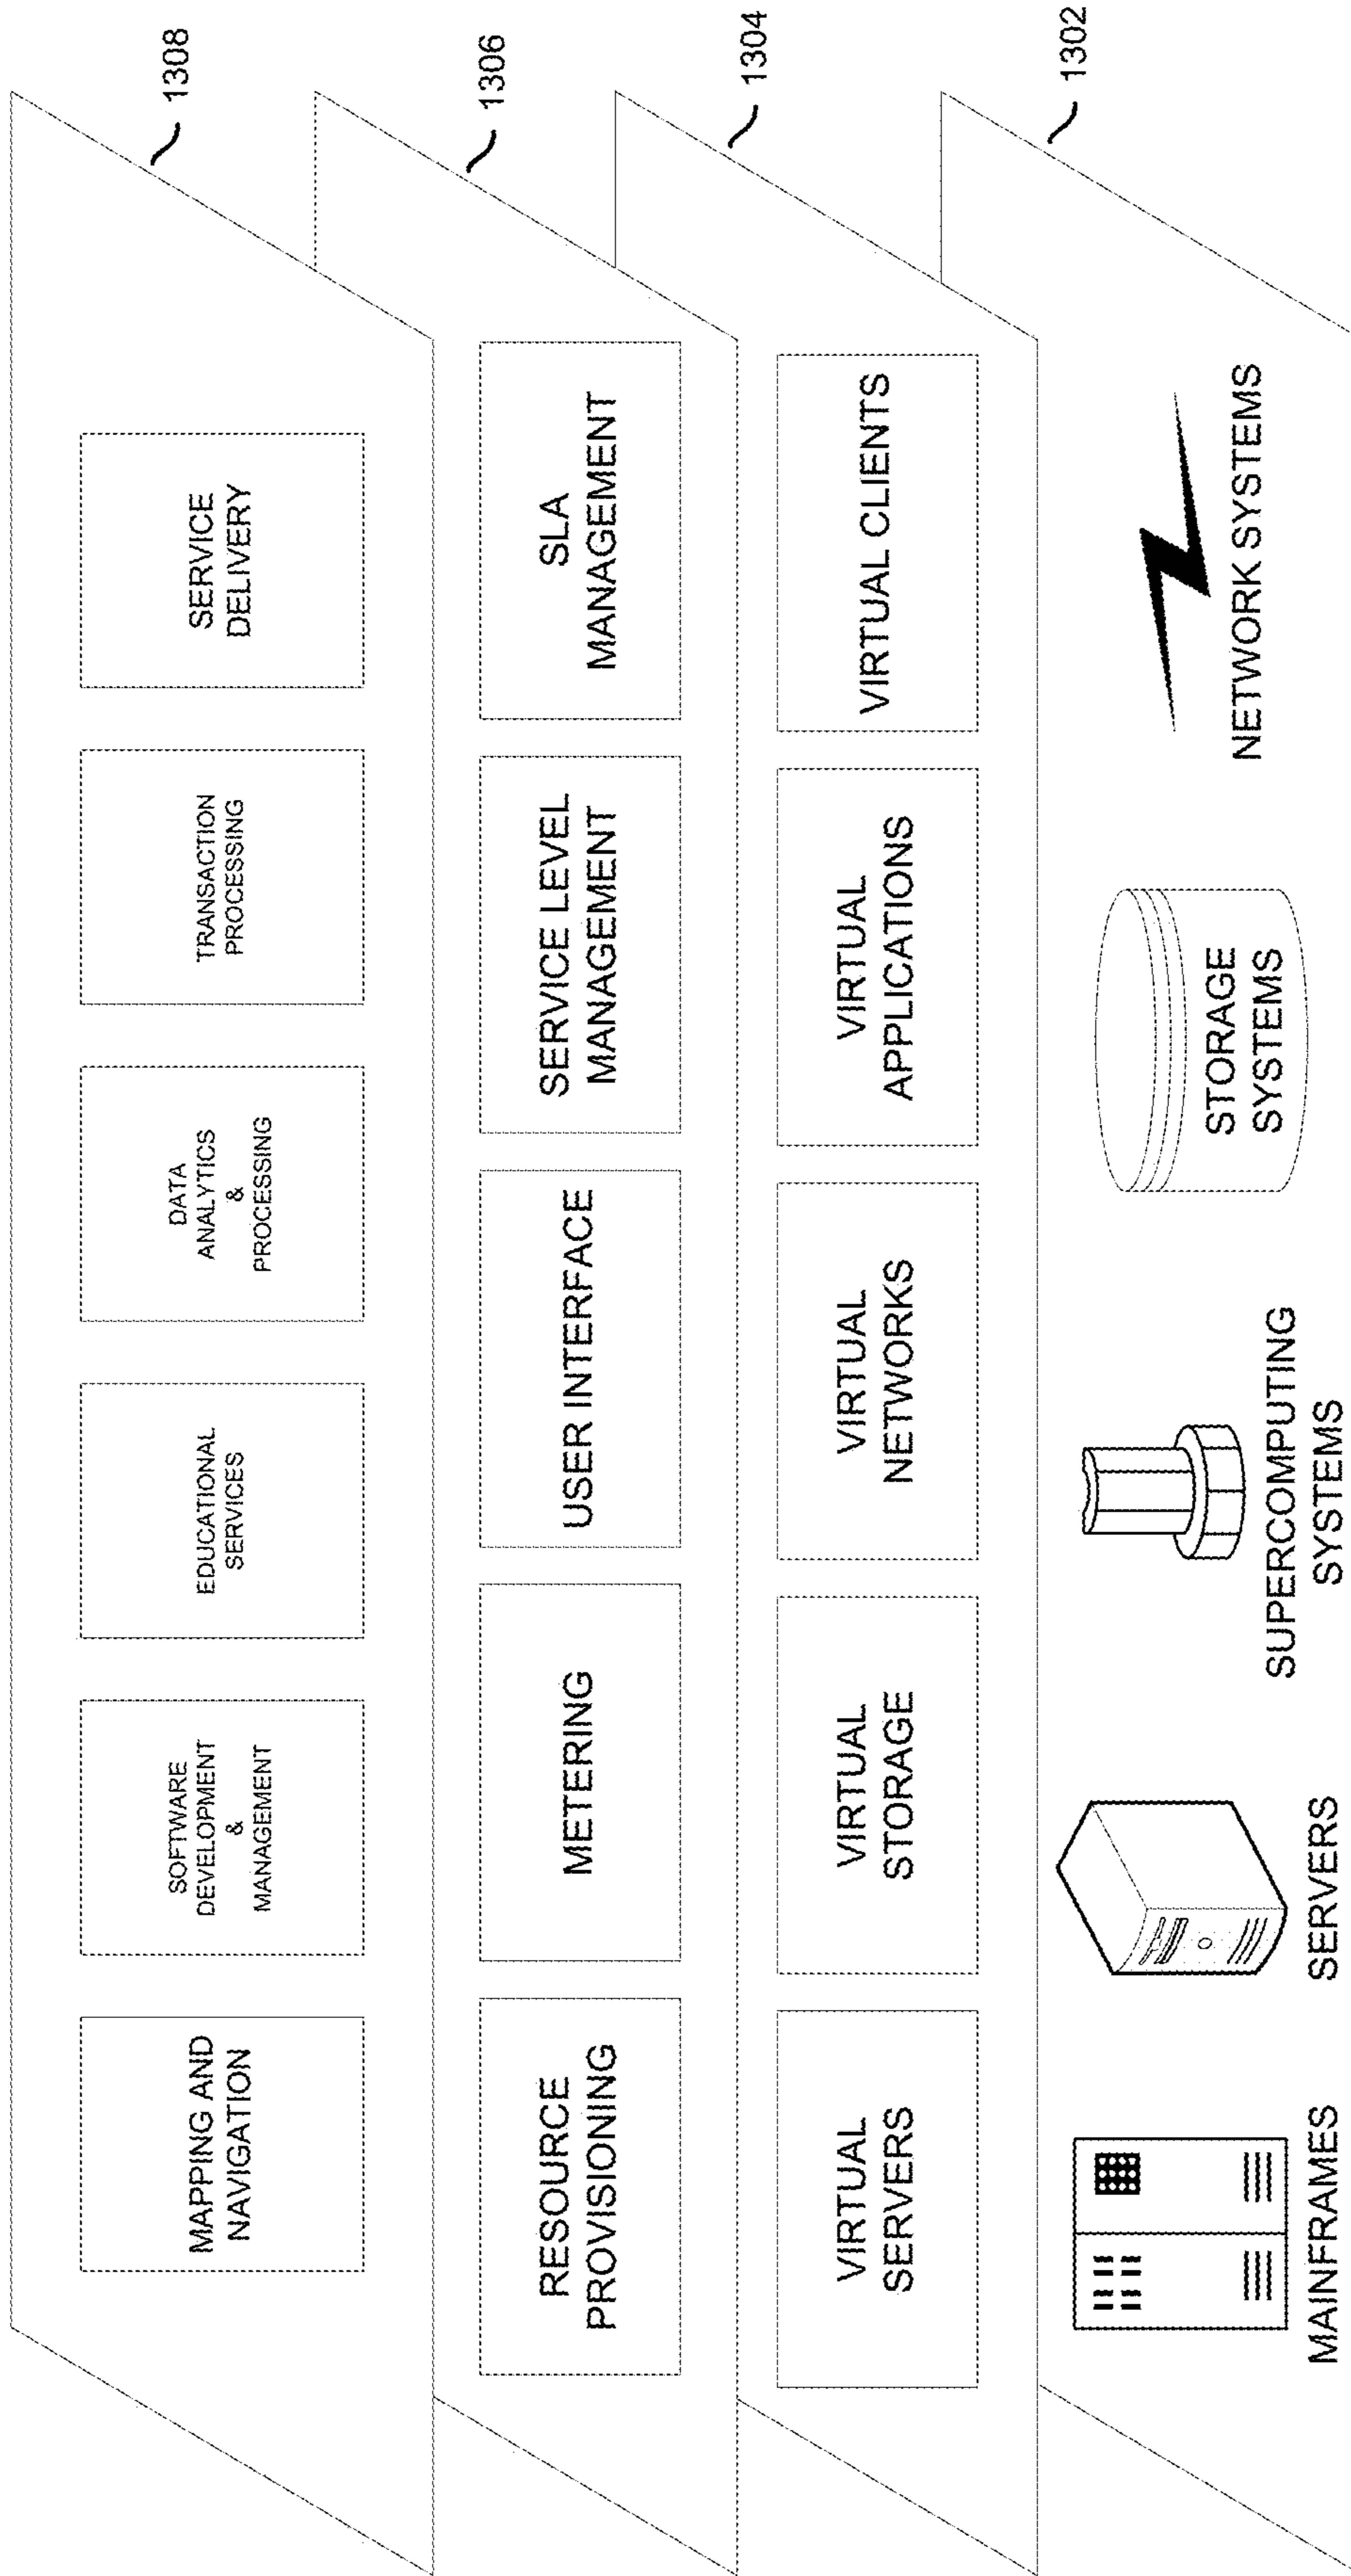 1308
MAPPING AND
NAVIGATION
SOFTWARE
DEVELOPMENT
&
MANAGEMENT
EDUCATIONAL
SERVICES
DATA
ANALYTICS
&
PROCESSING
TRANSACTION
PROCESSING
SERVICE
DELIVERY
1306
RESOURCE
PROVISIONING
METERING
USER INTERFACE
SERVICE LEVEL
MANAGEMENT
SLA
MANAGEMENT
1304
VIRTUAL
SERVERS
VIRTUAL
STORAGE
VIRTUAL
NETWORKS
VIRTUAL
APPLICATIONS
VIRTUAL CLIENTS
1302
MAINFRAMES
SERVERS
SUPERCOMPUTING
SYSTEMS
STORAGE
SYSTEMS
NETWORK SYSTEMS